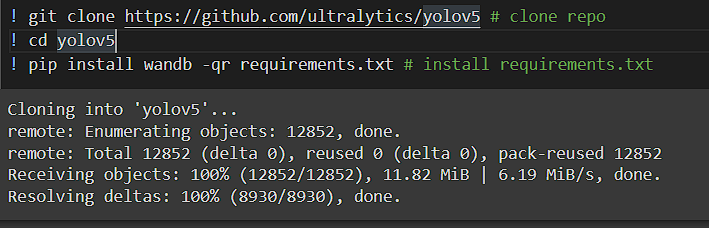 ! git clone https://github.com/ultralytics/yolov5 # clone repo
! cd yolov5
! pip install wandb -qr requirements.txt # install requirements.txt
Cloning into 'yolov5'...
remote: Enumerating objects: 12852, done.
remote: Total 12852 (delta 0), reused 0 (delta 0), pack-reused 12852
Receiving objects: 100% (12852/12852), 11.82 MiB | 6.19 MiB/s, done.
Resolving deltas: 100% (8930/8930), done.